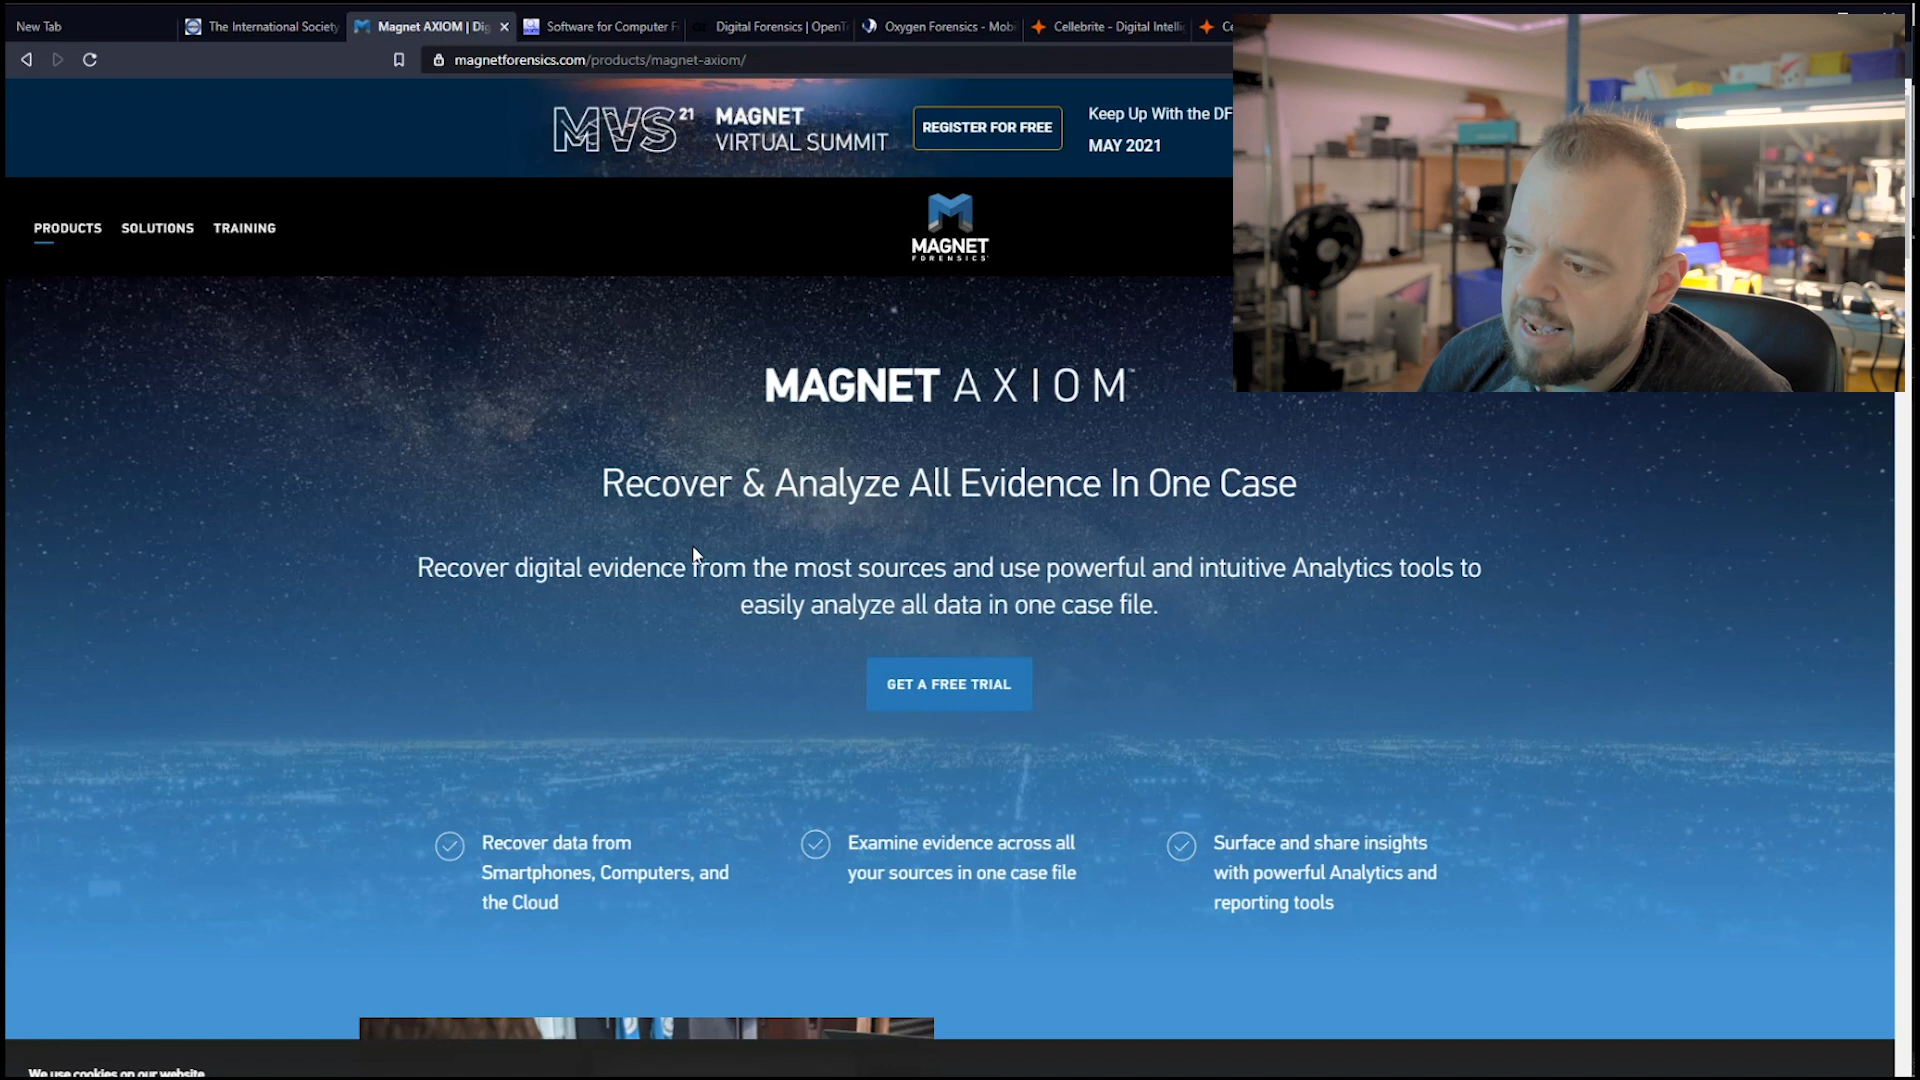 New Tab
The International Society
Magnet AXIOM | Dig
Software for Computer F
Digital Forensics | OpenT
Oxygen Forensics - Mobi
Cellebrite - Digital Intelli
Ce
magnetforensics.com/products/magnet-axiom/
MVS 21
MAGNET
VIRTUAL SUMMIT
REGISTER FOR FREE
Keep Up With the DF
MAY 2021
PRODUCTS
SOLUTIONS
TRAINING
MAGNET
FORENSICS
MAGNET AXIOM
Recover & Analyze All Evidence In One Case
Recover digital evidence from the most sources and use powerful and intuitive Analytics tools to
easily analyze all data in one case file.
GET A FREE TRIAL
Recover data from
Smartphones, Computers, and
the Cloud
Examine evidence across all
your sources in one case file
Surface and share insights
with powerful Analytics and
reporting tools
We use cookies on our website